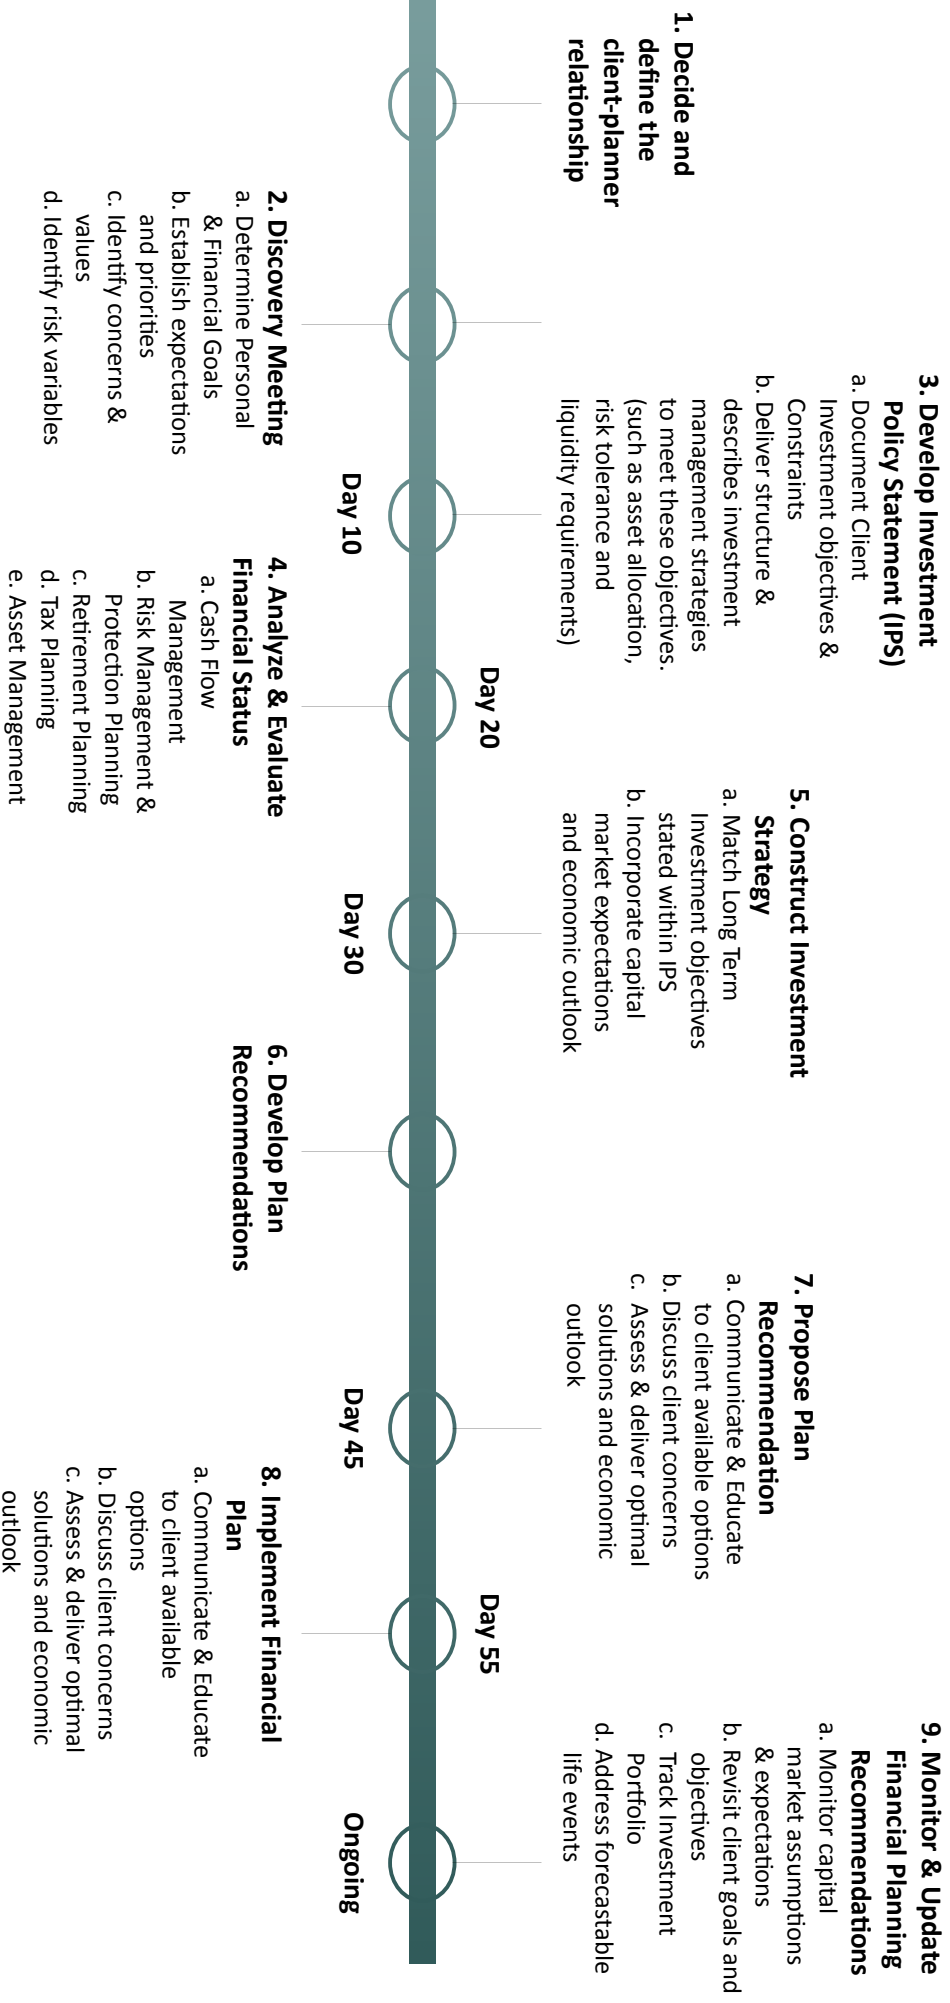 1. Decide and
define the
client-planner
relationship
2. Discovery Meeting
a. Determine Personal
& Financial Goals
b. Establish expectations
and priorities
c. Identify concerns &
values
d. Identify risk variables
3. Develop Investment
Policy Statement (IPS)
a. Document Client
Investment objectives &
Constraints
b. Deliver structure &
describes investment
management strategies
to meet these objectives.
(such as asset allocation,
risk tolerance and
liquidity requirements)
Day 10
4. Analyze & Evaluate
Financial Status
a. Cash Flow
Management
b. Risk Management &
Protection Planning
c. Retirement Planning
d. Tax Planning
e. Asset Management
Day 20
5. Construct Investment
Strategy
a. Match Long Term
Investment objectives
stated within IPS
b. Incorporate capital
market expectations
and economic outlook
Day 30
6. Develop Plan
Recommendations
7. Propose Plan
Recommendation
a. Communicate & Educate
to client available options
b. Discuss client concerns
c. Assess & deliver optimal
solutions and economic
outlook
Day 45
8. Implement Financial
Plan
a. Communicate & Educate
to client available
options
b. Discuss client concerns
c. Assess & deliver optimal
solutions and economic
outlook
Day 55
9. Monitor & Update
Financial Planning
Recommendations
a. Monitor capital
market assumptions
& expectations
b. Revisit client goals and
objectives
c. Track Investment
Portfolio
d. Address forecastable
life events
Ongoing